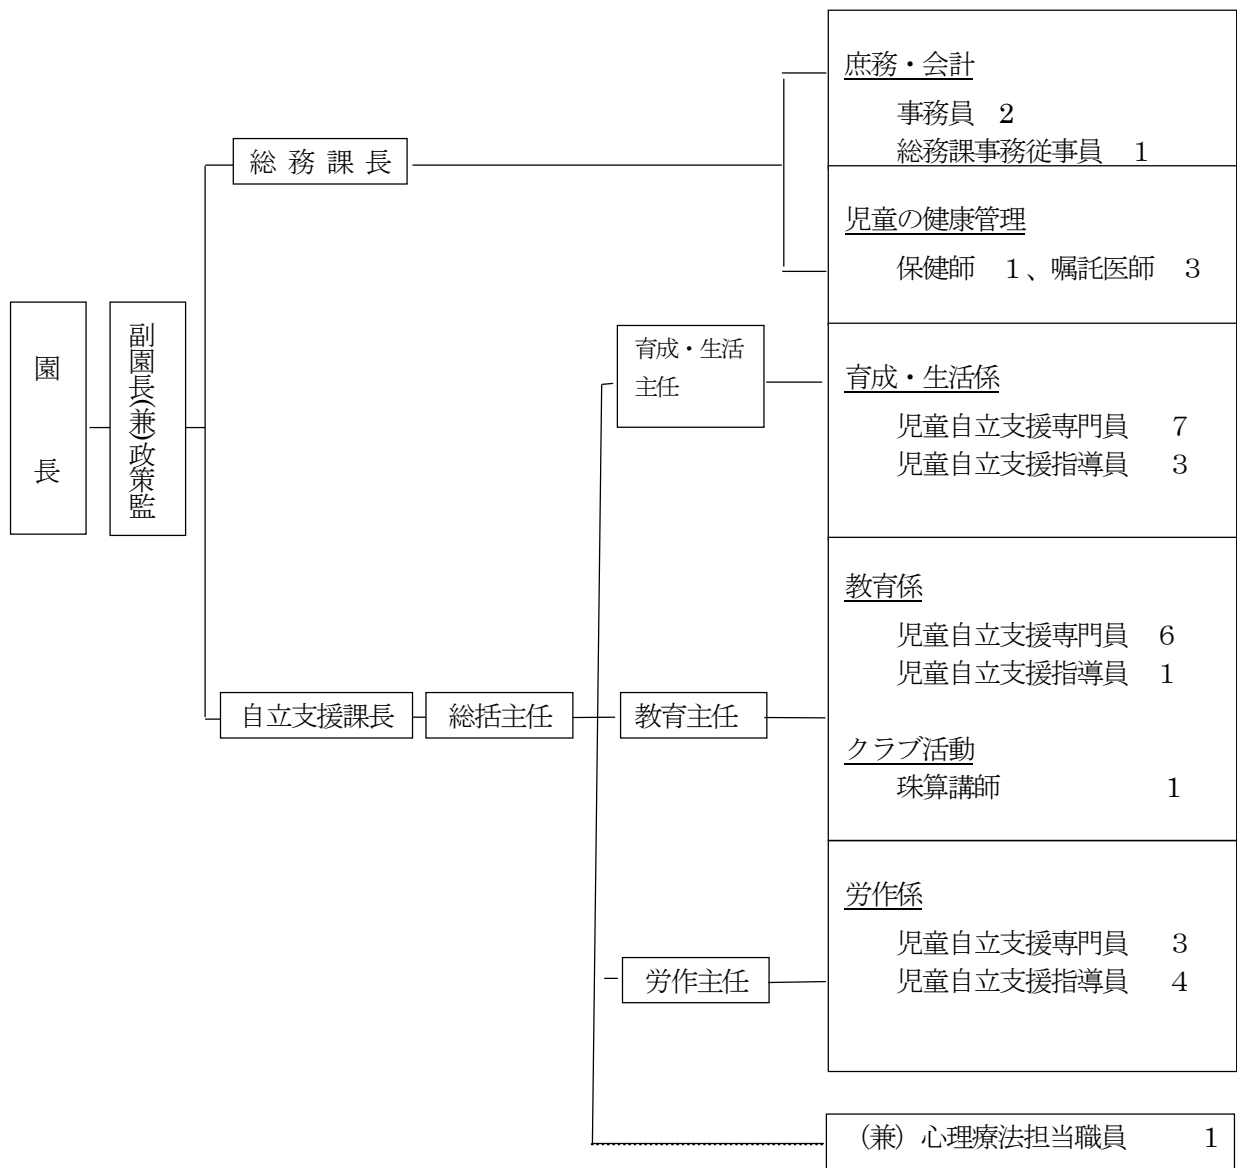 園長
副園長(兼)政策監
総務課長
庶務・会計
事務員　2
総務課事務従事員　１
児童の健康管理
保健師　１、嘱託医師　３
育成・生活
主任
育成・生活係
児童自立支援専門員　７
児童自立支援指導員　３
自立支援課長
総括主任
教育主任
教育係
児童自立支援専門員　６
児童自立支援指導員　１
クラブ活動
珠算講師　１
労作主任
労作係
児童自立支援専門員　３
児童自立支援指導員　４
（兼）心理療法担当職員　１